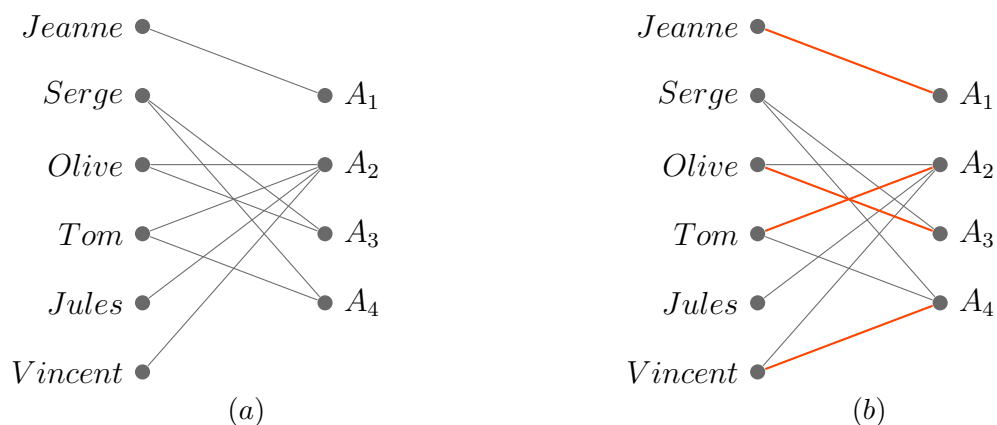 Jeanne
Serge
Olive
Tom
Jules
Vincent
A₁
A₂
A₃
A₄
(a)
Jeanne
Serge
Olive
Tom
Jules
Vincent
A₁
A₂
A₃
A₄
(b)